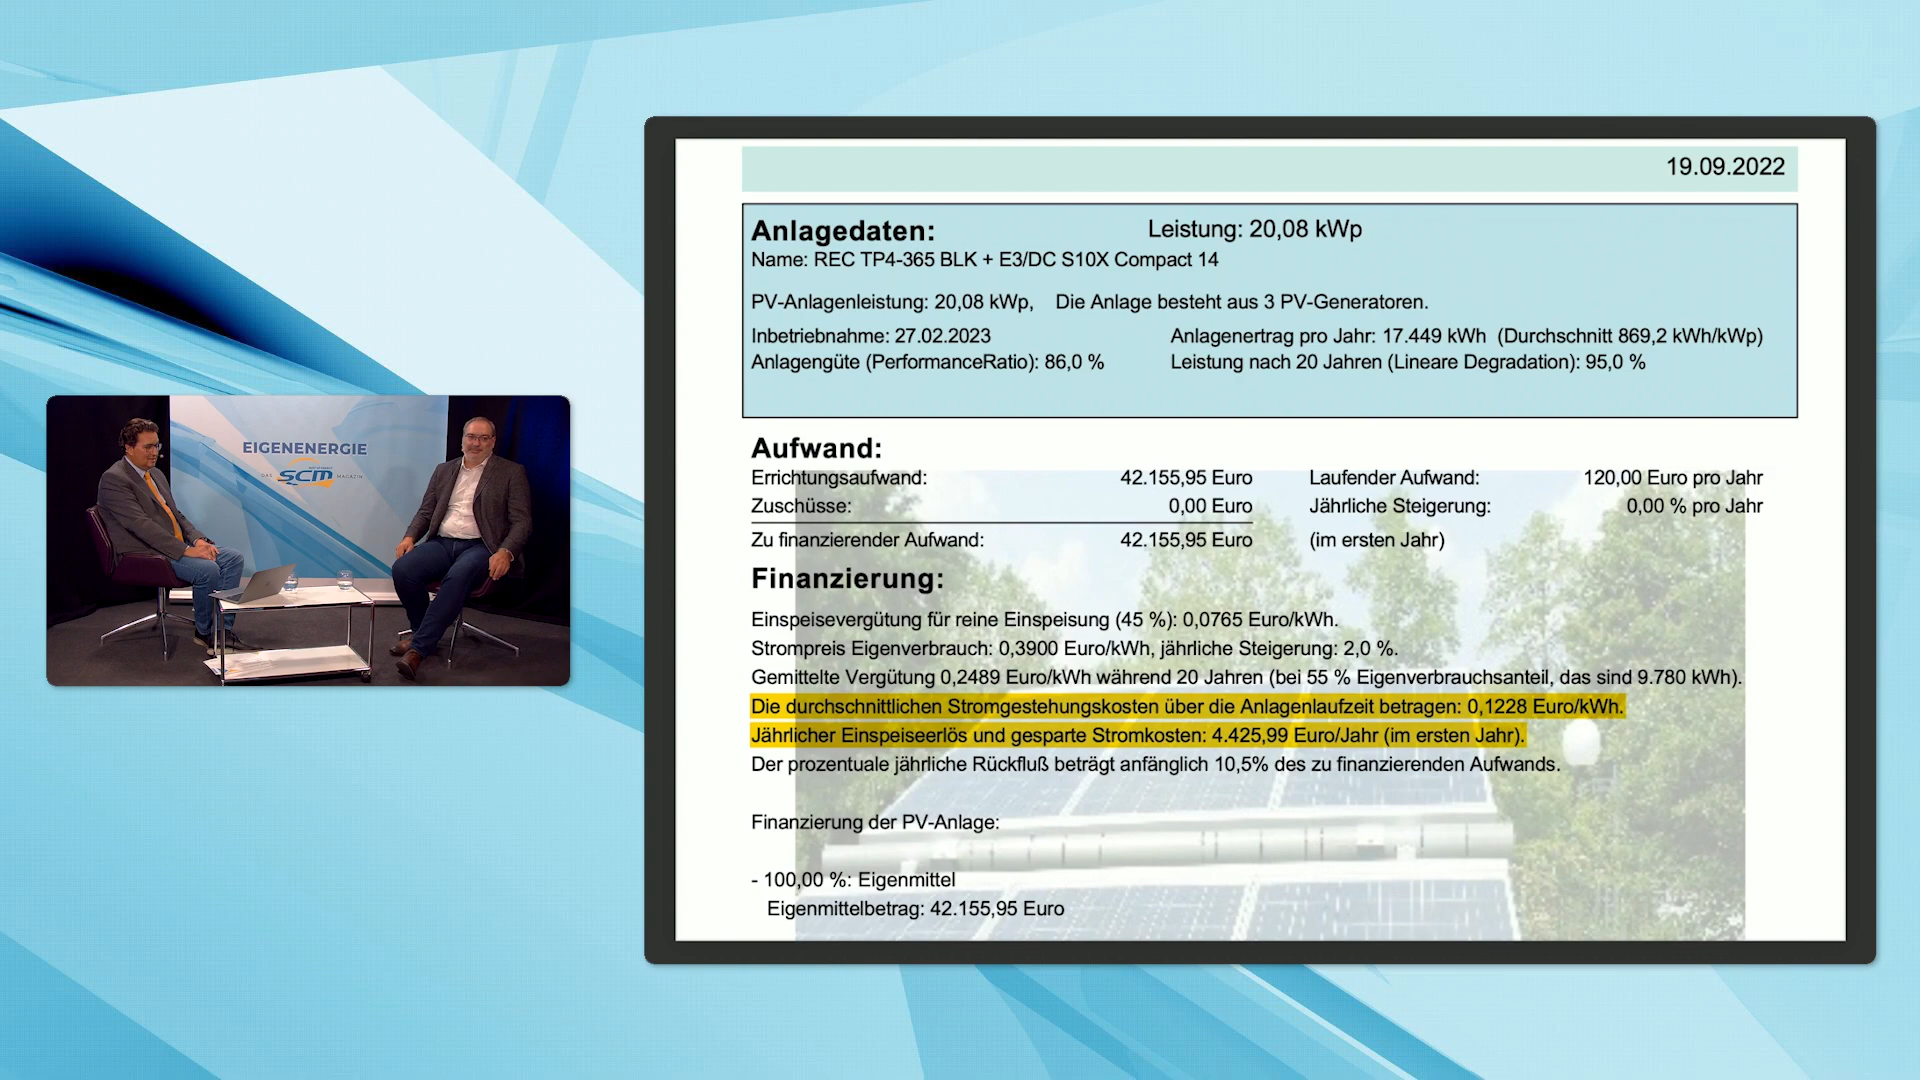 19.09.2022
Anlagedaten: Leistung: 20,08 kWp
Name: REC TP4-365 BLK + E3/DC S10X Compact 14
PV-Anlagenleistung: 20,08 kWp, Die Anlage besteht aus 3 PV-Generatoren.
Inbetriebnahme: 27.02.2023 Anlagenertrag pro Jahr: 17.449 kWh (Durchschnitt 869,2 kWh/kWp)
Anlagengüte (PerformanceRatio): 86,0 % Leistung nach 20 Jahren (Lineare Degradation): 95,0 %
Aufwand:
Errichtungsaufwand: 42.155,95 Euro Laufender Aufwand: 120,00 Euro pro Jahr
Zuschüsse: 0,00 Euro Jährliche Steigerung: 0,00 % pro Jahr
Zu finanzierender Aufwand: 42.155,95 Euro (im ersten Jahr)
Finanzierung:
Einspeisevergütung für reine Einspeisung (45 %): 0,0765 Euro/kWh.
Strompreis Eigenverbrauch: 0,3900 Euro/kWh, jährliche Steigerung: 2,0 %.
Gemittelte Vergütung 0,2489 Euro/kWh während 20 Jahren (bei 55 % Eigenverbrauchsanteil, das sind 9.780 kWh).
Die durchschnittlichen Stromgestehungskosten über die Anlagenlaufzeit betragen: 0,1228 Euro/kWh.
Jährlicher Einspeiseerlös und gesparte Stromkosten: 4.425,99 Euro/Jahr (im ersten Jahr).
Der prozentuale jährliche Rückfluß beträgt anfänglich 10,5% des zu finanzierenden Aufwands.
Finanzierung der PV-Anlage:
- 100,00 %: Eigenmittel
Eigenmittelbetrag: 42.155,95 Euro
EIGENENERGIE
DAS SCM MAGAZIN